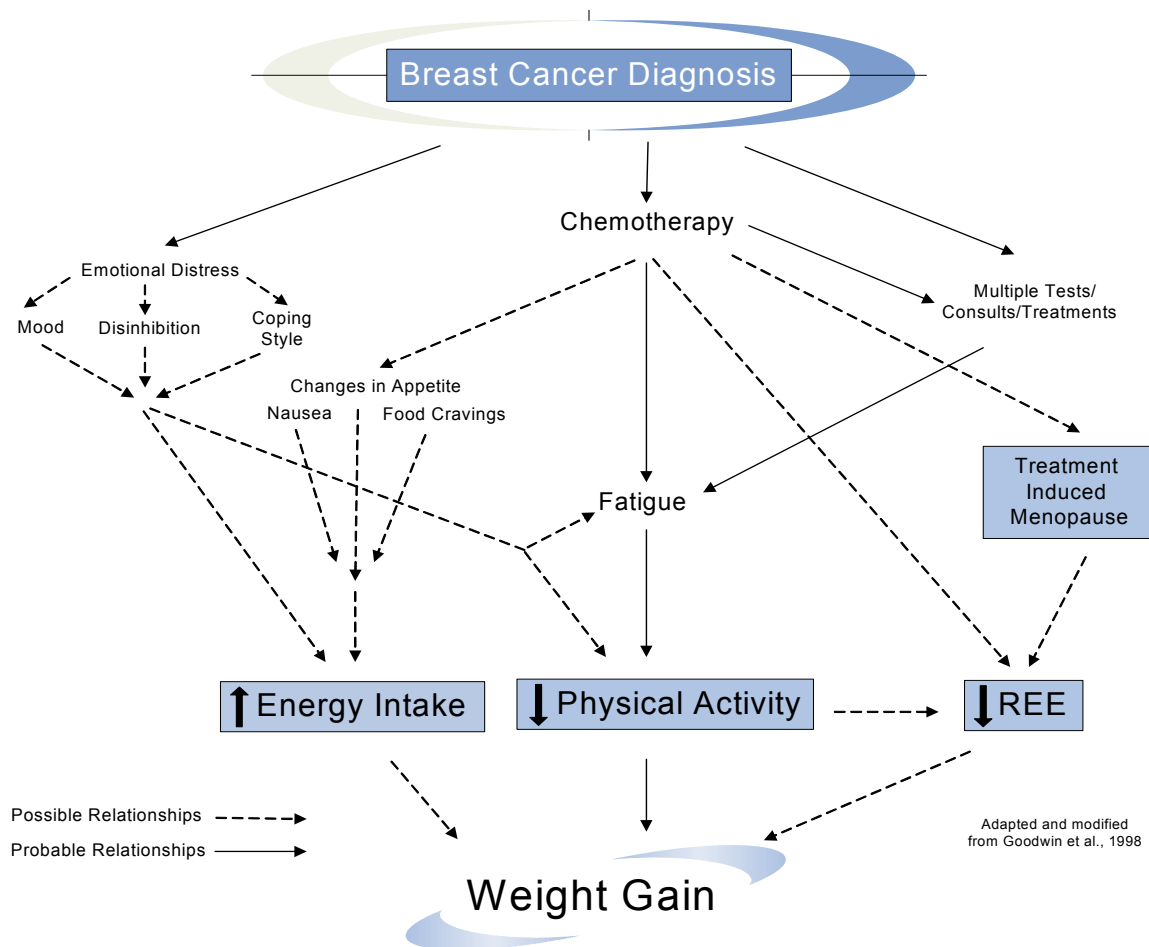 Breast Cancer Diagnosis
Chemotherapy
Emotional Distress
Multiple Tests/
Consults/Treatments
Mood
Disinhibition
Coping
Style
Changes in Appetite
Nausea
Food Cravings
Treatment
Induced
Menopause
Fatigue
Energy Intake
Physical Activity
REE
Possible Relationships
Probable Relationships
Adapted and modified
from Goodwin et al., 1998
Weight Gain